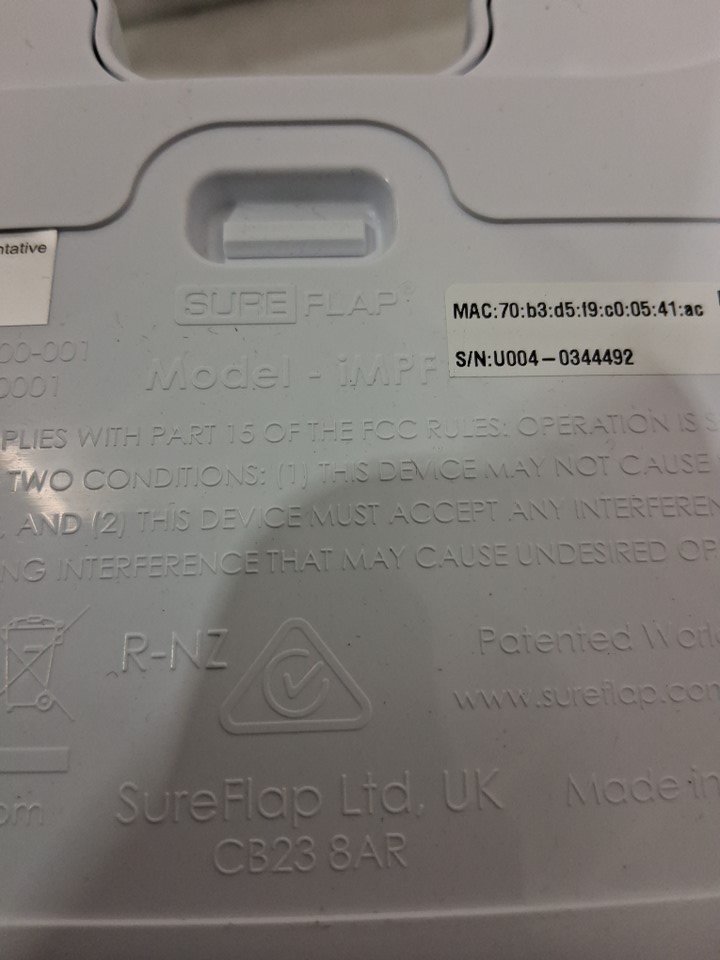 ntative
SURE FLAP®
MAC:70:b3:d5:f9:c0:05:41:ac
S/N:U004-0344492
00-001
0001
Model - iMPF
PLIES WITH PART 15 OF THE FCC RULES. OPERATION IS S
TWO CONDITIONS: (1) THIS DEVICE MAY NOT CAUSE
, AND (2) THIS DEVICE MUST ACCEPT ANY INTERFEREN
NG INTERFERENCE THAT MAY CAUSE UNDESIRED OP
R-NZ
Patented Worl
www.sureflap.com
om
SureFlap Ltd, UK
Made in
CB23 8AR